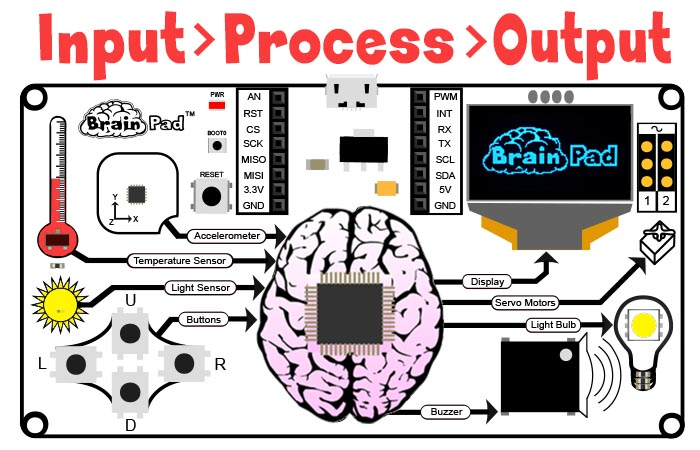 Input > Process > Output
PWR
BOOT0
RESET
Brain Pad™
AN
RST
CS
SCK
MISO
MISI
3.3V
GND
PWM
INT
RX
TX
SCL
SDA
5V
GND
Brain Pad
~
1 2
Y
Z X
Accelerometer
Temperature Sensor
Light Sensor
Buttons
U
L R
D
Display
Servo Motors
Light Bulb
Buzzer